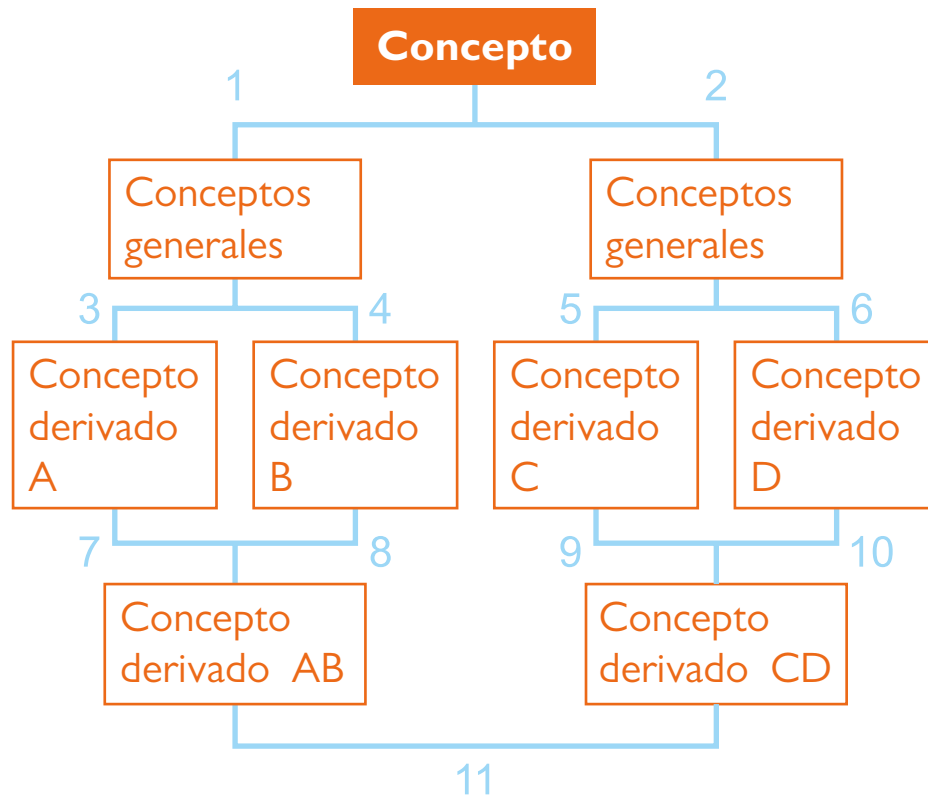 Concepto
1
2
Conceptos
generales
Conceptos
generales
3
4
5
6
Concepto
derivado
A
Concepto
derivado
B
Concepto
derivado
C
Concepto
derivado
D
7
8
9
10
Concepto
derivado AB
Concepto
derivado CD
11